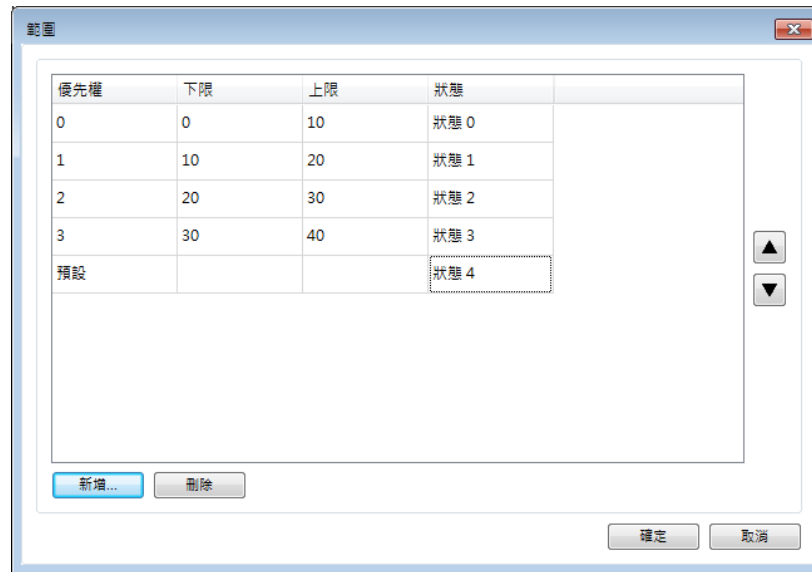 範圍
優先權 下限 上限 狀態
0 0 10 狀態 0
1 10 20 狀態 1
2 20 30 狀態 2
3 30 40 狀態 3
預設 狀態 4
新增... 刪除
確定 取消